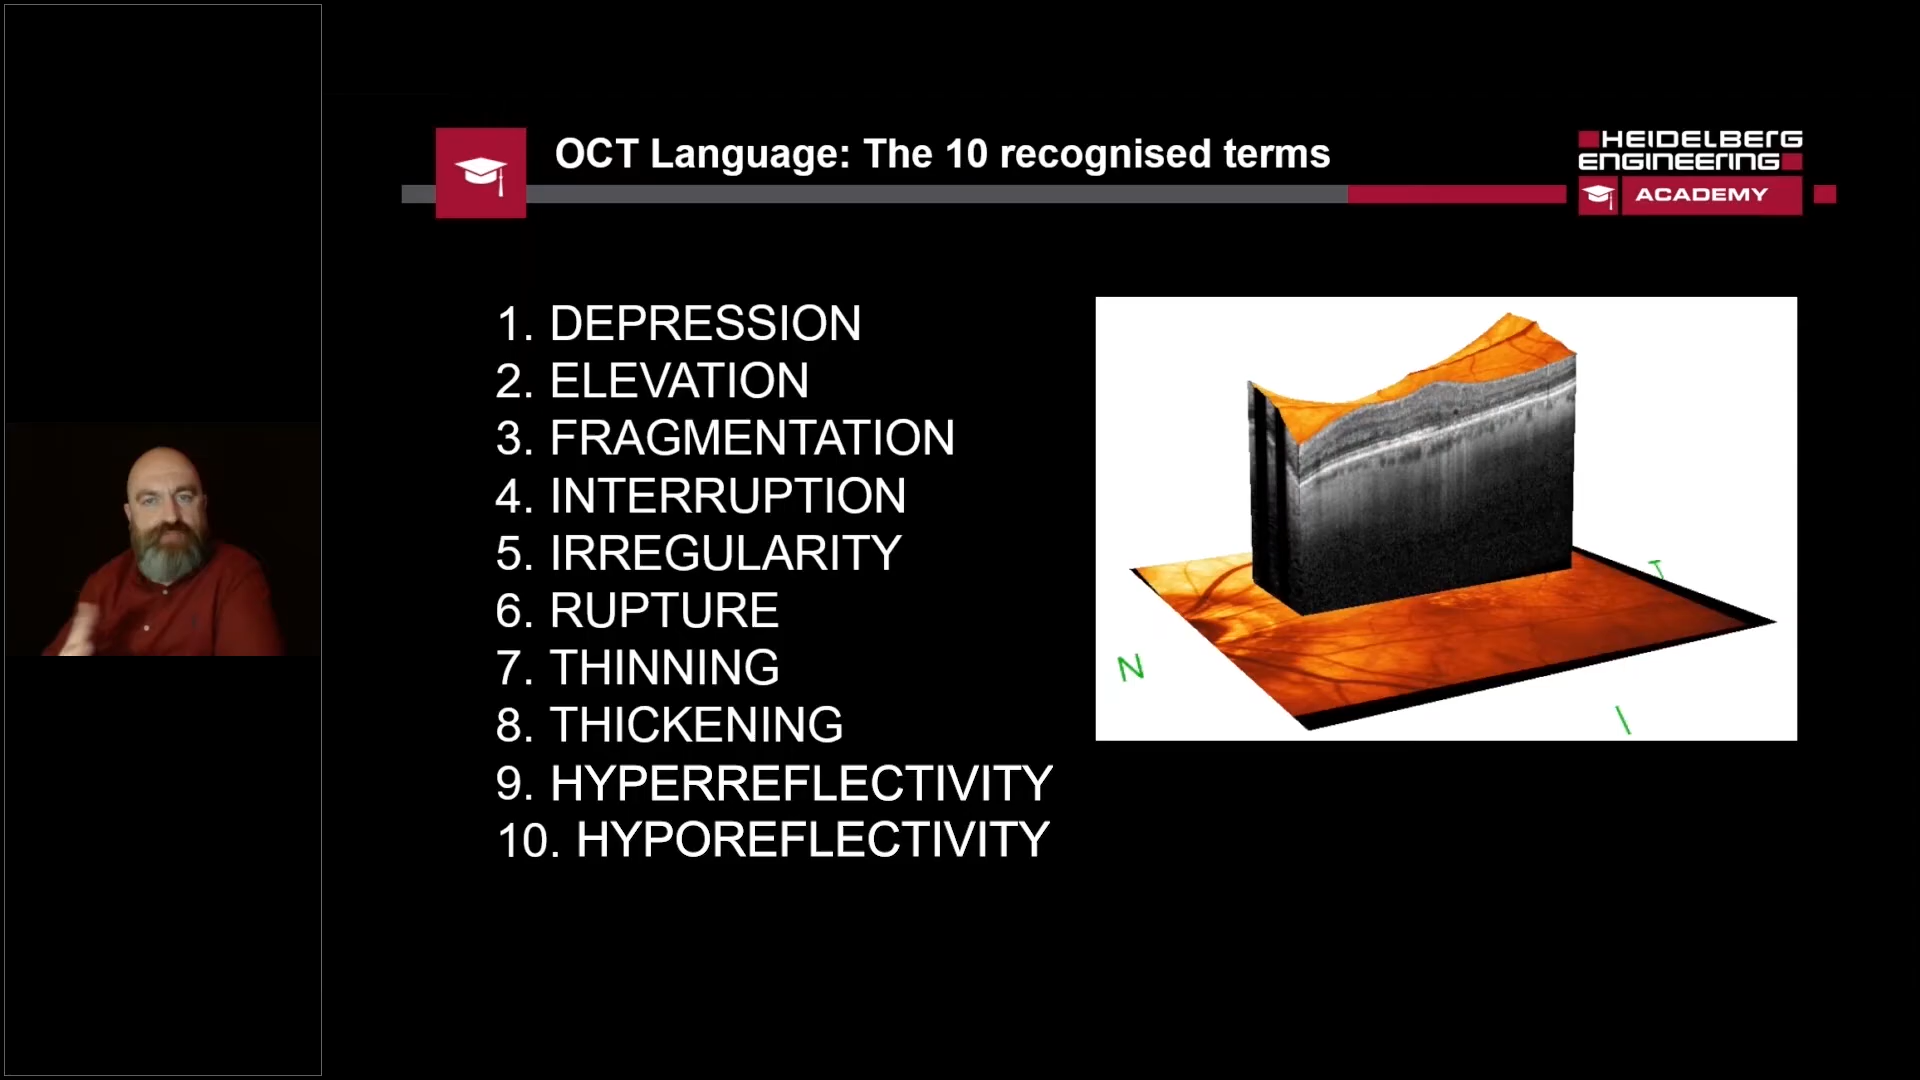 OCT Language: The 10 recognised terms
HEIDELBERG
ENGINEERING
ACADEMY
1. DEPRESSION
2. ELEVATION
3. FRAGMENTATION
4. INTERRUPTION
5. IRREGULARITY
6. RUPTURE
7. THINNING
8. THICKENING
9. HYPERREFLECTIVITY
10. HYPOREFLECTIVITY
T
N
I